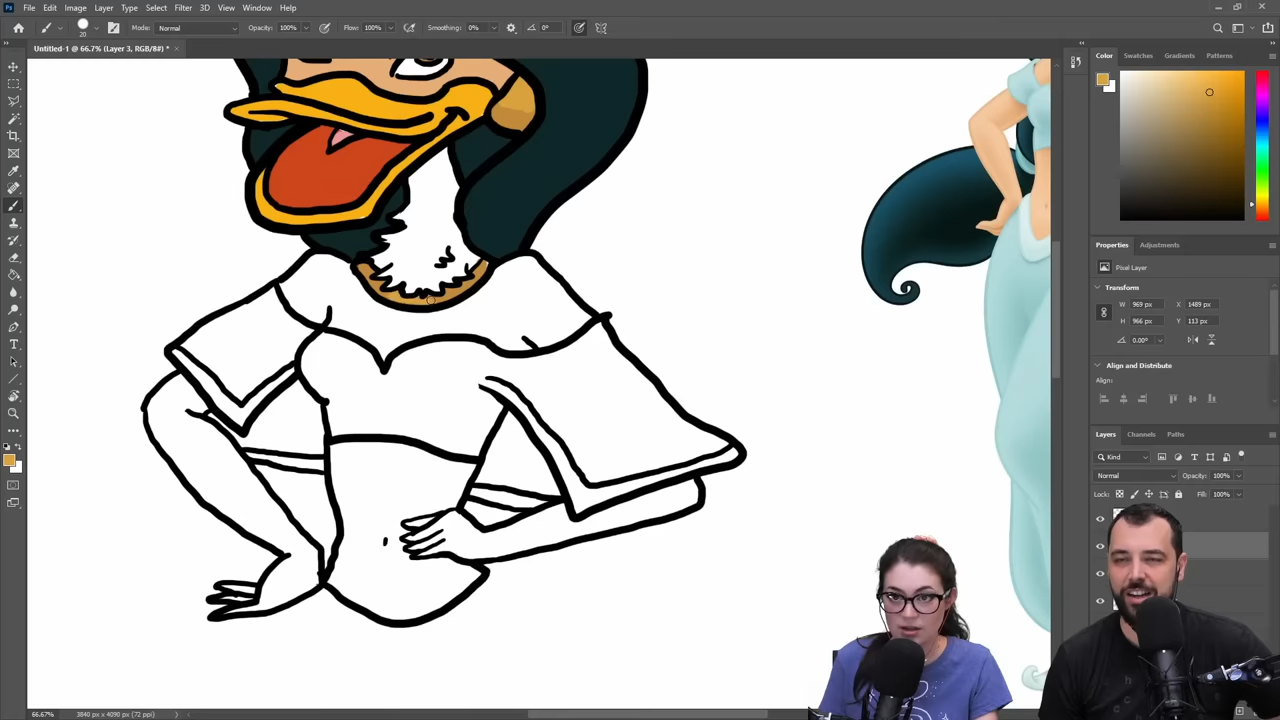 Ps File Edit Image Layer Type Select Filter 3D View Window Help
20 Mode: Normal Opacity: 100% Flow: 100% Smoothing: 0% 0°
Untitled-1 @ 66.7% (Layer 3, RGB/8#) * ×
Color Swatches Gradients Patterns
Properties Adjustments
Pixel Layer
Transform
W 969 px X 1489 px
H 966 px Y 113 px
0.00°
Align and Distribute
Align:
Layers Channels Paths
Kind
Normal Opacity: 100%
Lock: Fill: 100%
66.67% 3840 px x 4090 px (72 ppi)